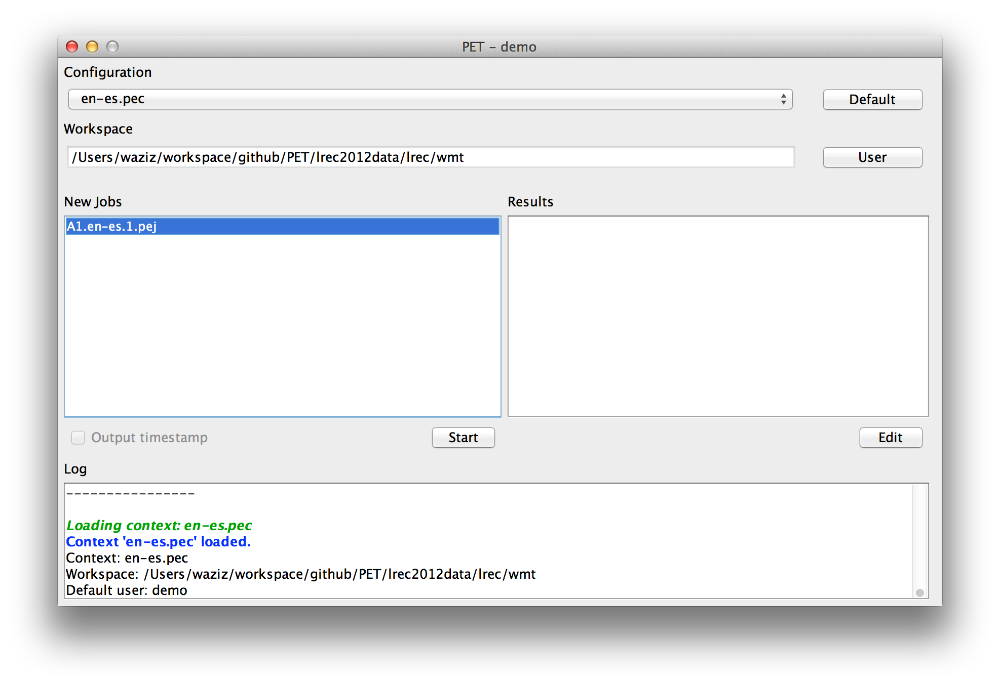 PET - demo
Configuration
en-es.pec
Default
Workspace
/Users/waziz/workspace/github/PET/lrec2012data/lrec/wmt
User
New Jobs
Results
A1.en-es.1.pej
Output timestamp
Start
Edit
Log
----------------
Loading context: en-es.pec
Context 'en-es.pec' loaded.
Context: en-es.pec
Workspace: /Users/waziz/workspace/github/PET/lrec2012data/lrec/wmt
Default user: demo